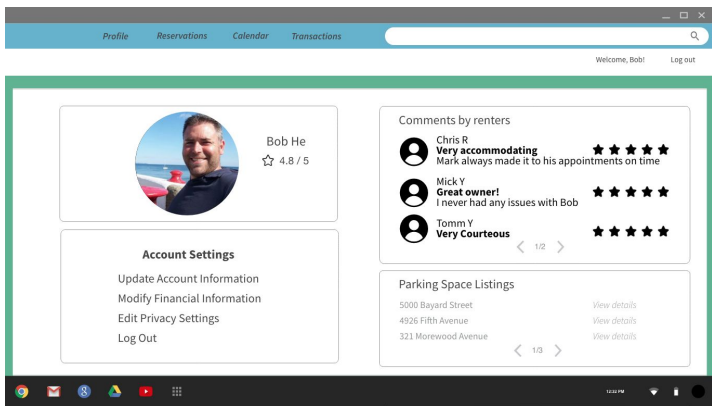 Profile Reservations Calendar Transactions
Welcome, Bob! Log out
Bob He
4.8 / 5
Account Settings
Update Account Information
Modify Financial Information
Edit Privacy Settings
Log Out
Comments by renters
Chris R
Very accommodating
Mark always made it to his appointments on time
Mick Y
Great owner!
I never had any issues with Bob
Tomm Y
Very Courteous
1/2
Parking Space Listings
5000 Bayard Street View details
4926 Fifth Avenue View details
321 Morewood Avenue View details
1/3
12:32 PM